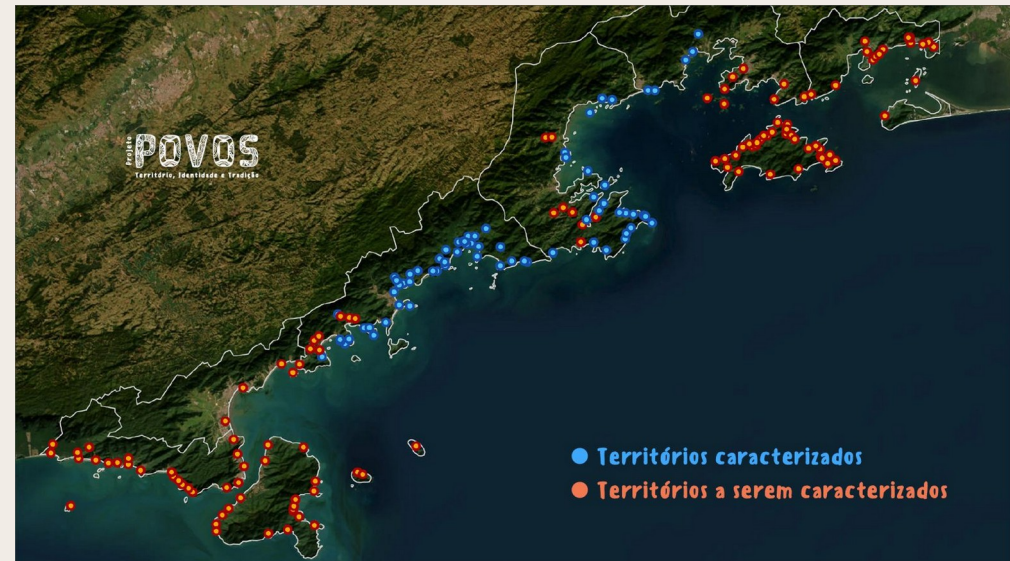 Projeto
POVOS
Território, Identidade e Tradição
Territórios caracterizados
Territórios a serem caracterizados